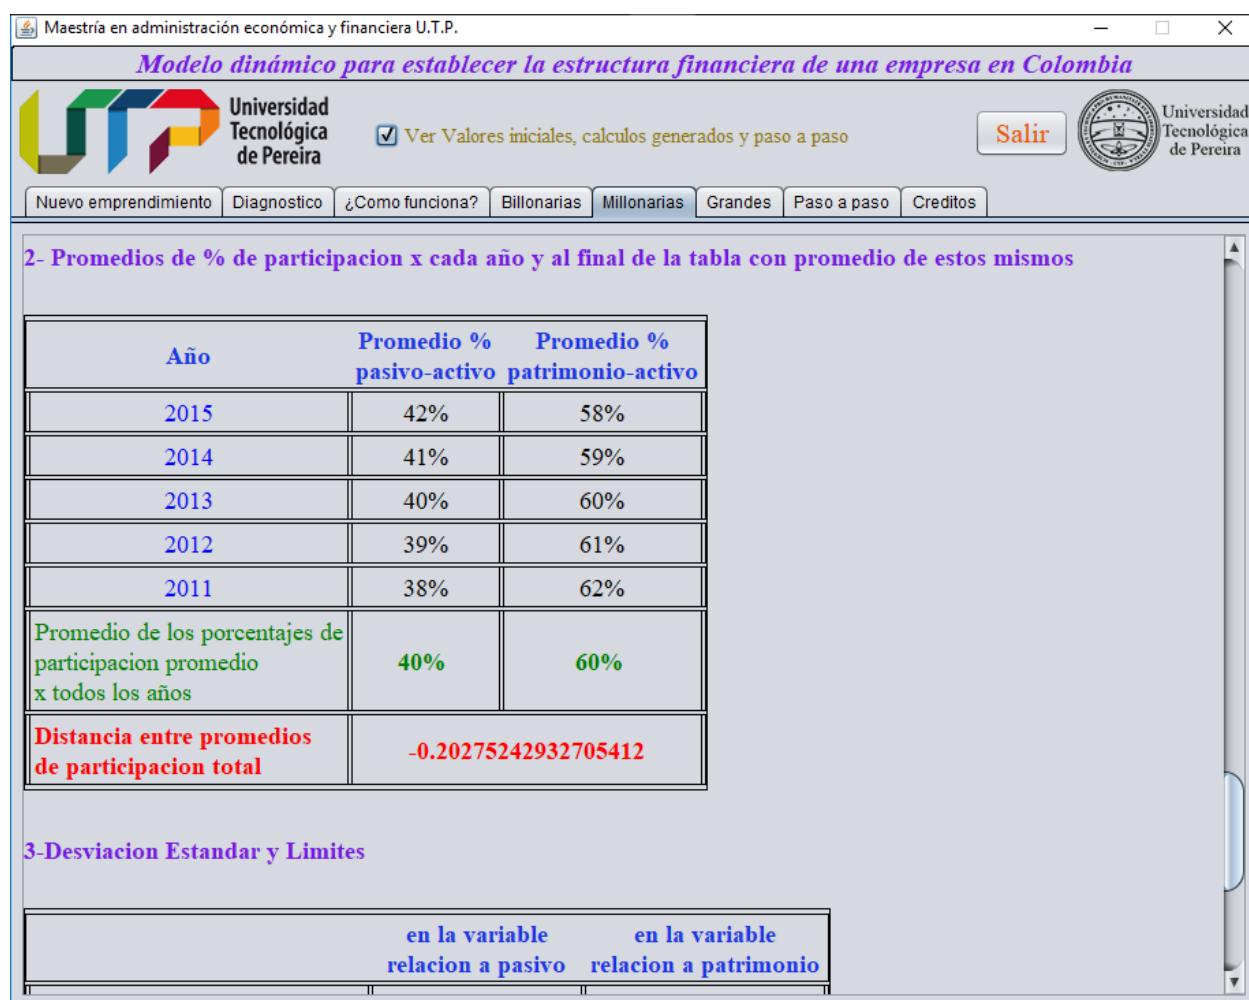 Maestría en administración económica y financiera U.T.P.
Modelo dinámico para establecer la estructura financiera de una empresa en Colombia
UTP
Universidad
Tecnológica
de Pereira
Ver Valores iniciales, calculos generados y paso a paso
Salir
Universidad
Tecnológica
de Pereira
Nuevo emprendimiento Diagnostico ¿Como funciona? Billonarias Millonarias Grandes Paso a paso Creditos
2- Promedios de % de participacion x cada año y al final de la tabla con promedio de estos mismos
Año Promedio % pasivo-activo Promedio % patrimonio-activo
2015 42% 58%
2014 41% 59%
2013 40% 60%
2012 39% 61%
2011 38% 62%
Promedio de los porcentajes de
participacion promedio
x todos los años
40% 60%
Distancia entre promedios
de participacion total
-0.20275242932705412
3-Desviacion Estandar y Limites
en la variable relacion a pasivo en la variable relacion a patrimonio